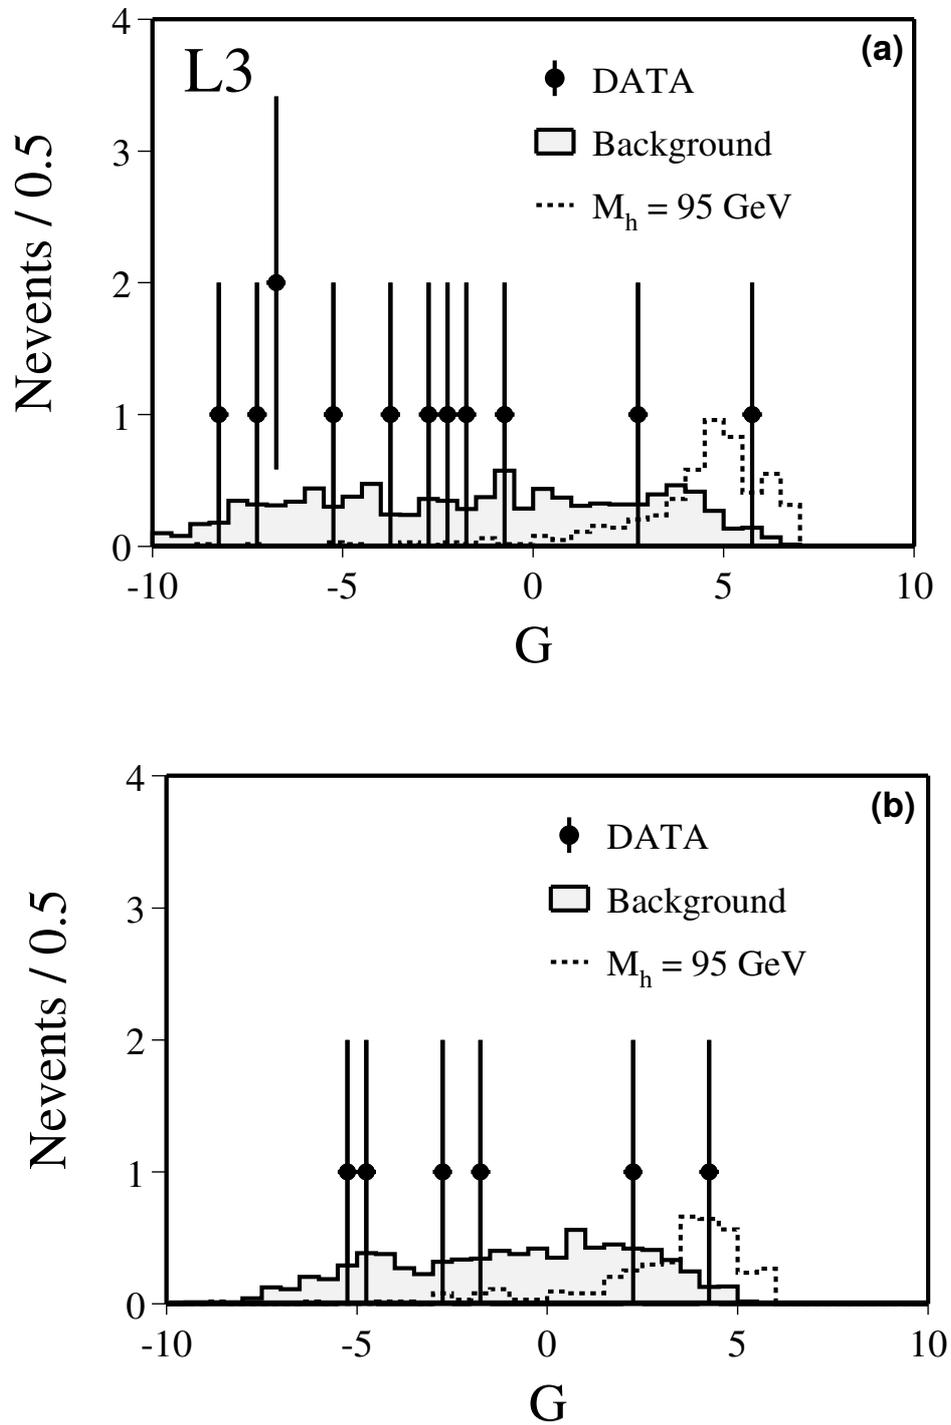 L3
(a)
DATA
Background
M_h = 95 GeV
Nevents / 0.5
4
3
2
1
0
-10 -5 0 5 10
G
(b)
DATA
Background
M_h = 95 GeV
Nevents / 0.5
4
3
2
1
0
-10 -5 0 5 10
G